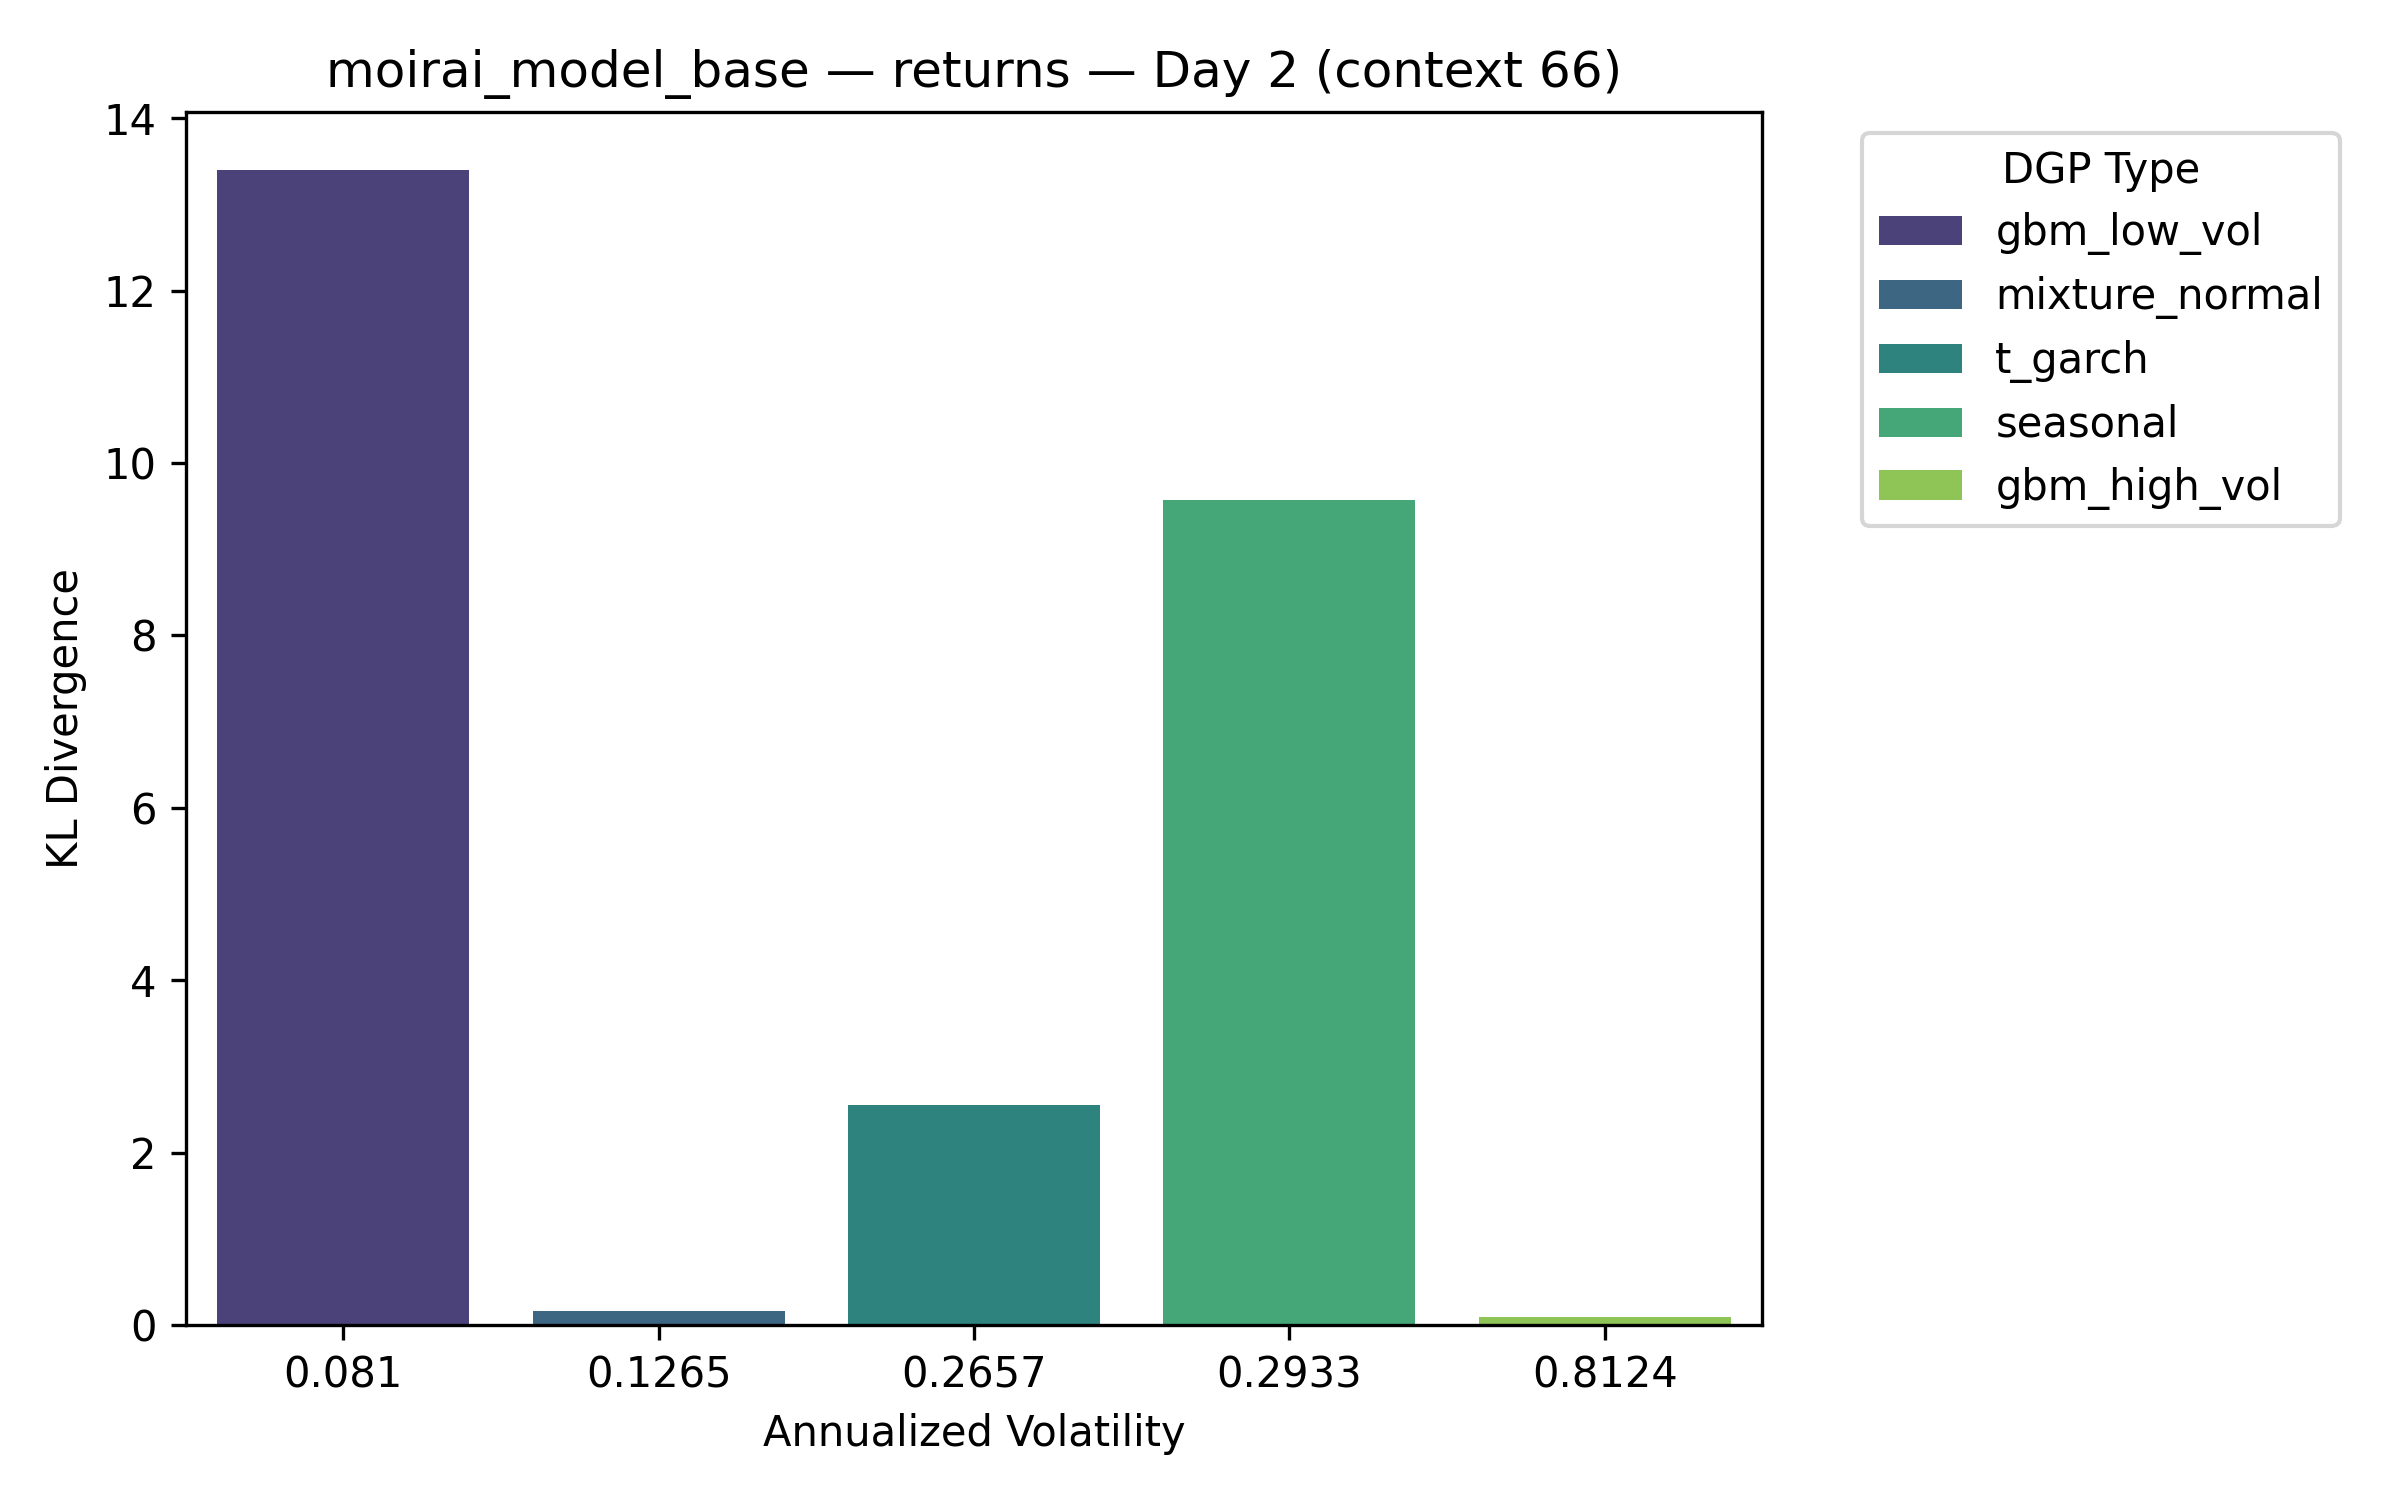 moirai_model_base — returns — Day 2 (context 66)
14
12
10
8
6
4
2
0
KL Divergence
0.081 0.1265 0.2657 0.2933 0.8124
Annualized Volatility
DGP Type
gbm_low_vol
mixture_normal
t_garch
seasonal
gbm_high_vol